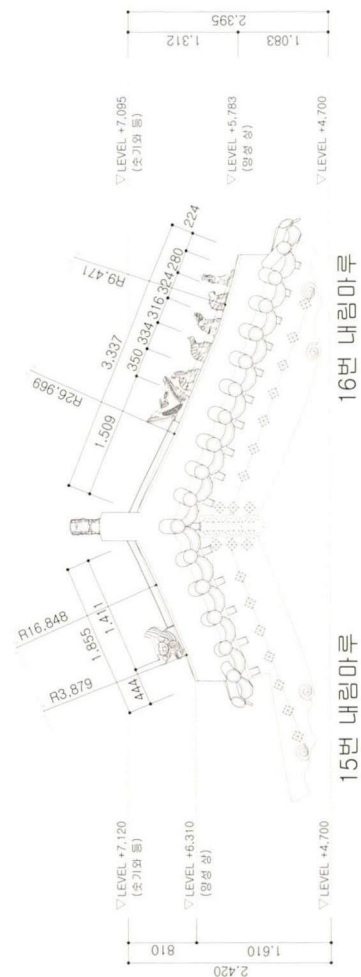 2.395
1.312
1.083
▽LEVEL +7.095
(숫기와 등)
▽LEVEL +5.783
(양성 상)
▽LEVEL +4.700
R9.471
224
280
324
316
334
350
3.337
1.509
R26.969
16번 내림마루
R16.848
1.411
1.855
444
R3.879
15번 내림마루
▽LEVEL +7.120
(숫기와 등)
▽LEVEL +6.310
(양성 상)
▽LEVEL +4.700
810
1.610
2.420